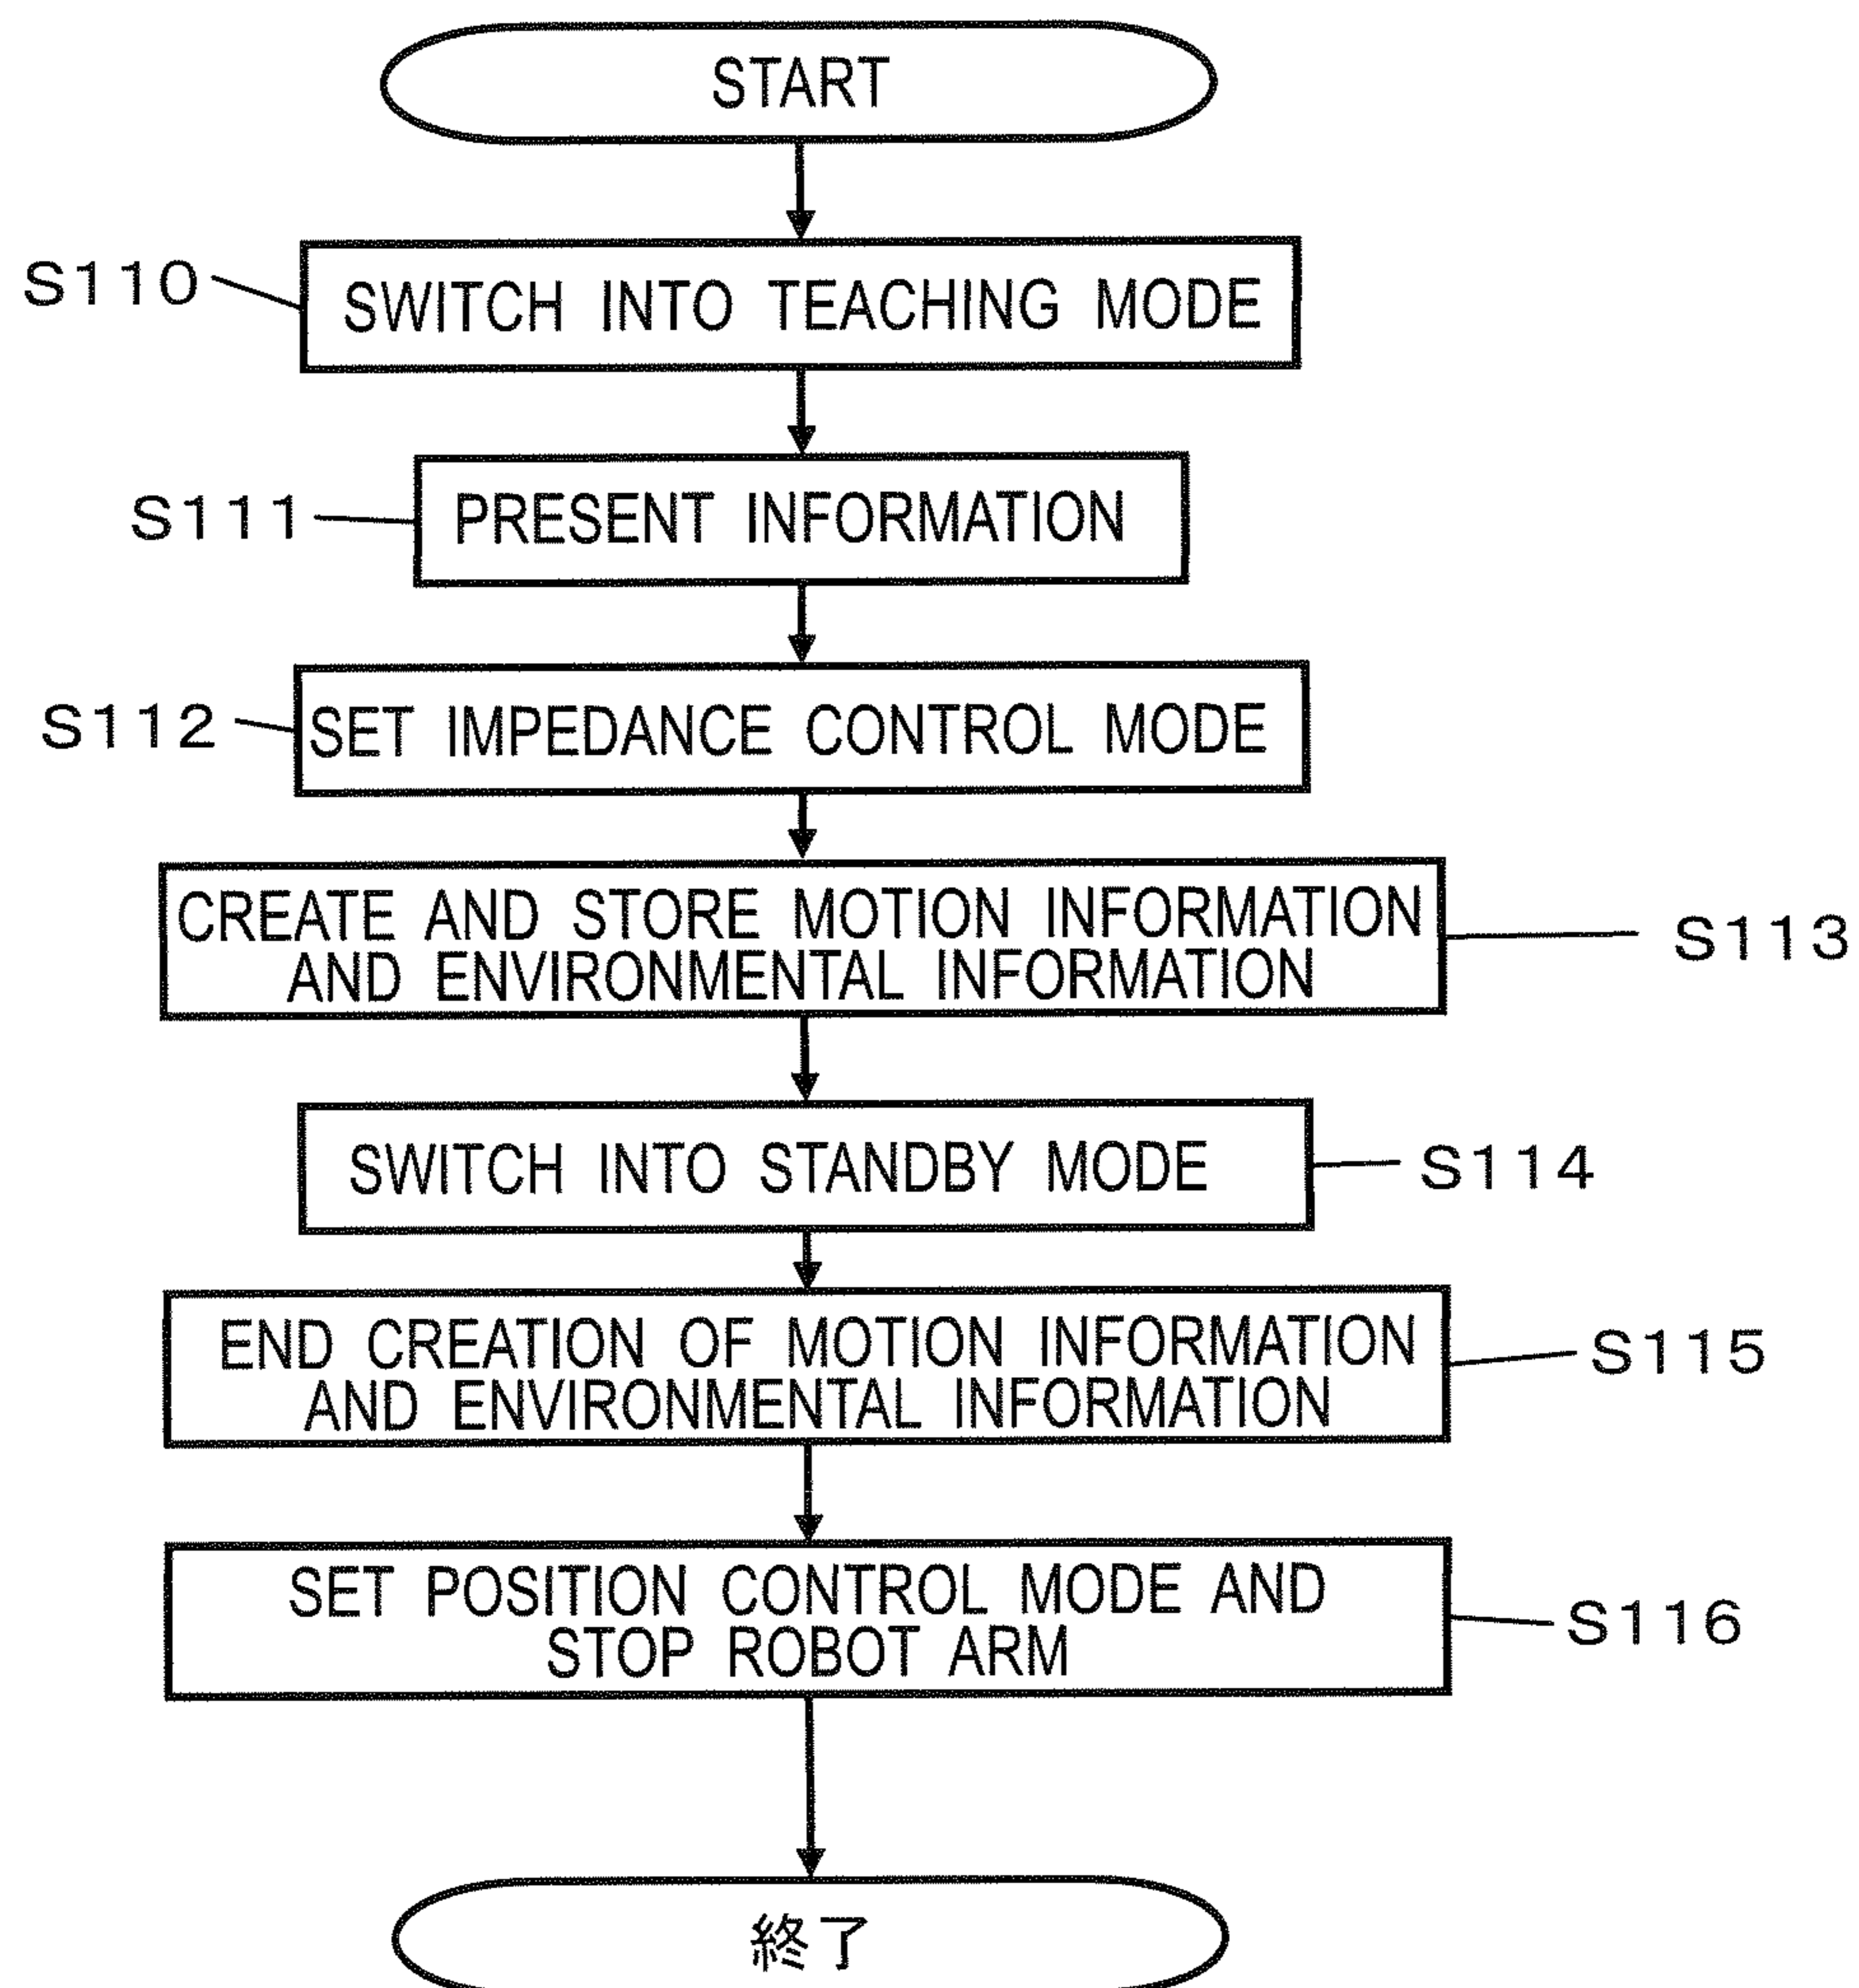 START
S110
SWITCH INTO TEACHING MODE
S111
PRESENT INFORMATION
S112
SET IMPEDANCE CONTROL MODE
CREATE AND STORE MOTION INFORMATION
AND ENVIRONMENTAL INFORMATION
S113
SWITCH INTO STANDBY MODE
S114
END CREATION OF MOTION INFORMATION
AND ENVIRONMENTAL INFORMATION
S115
SET POSITION CONTROL MODE AND
STOP ROBOT ARM
S116
終了